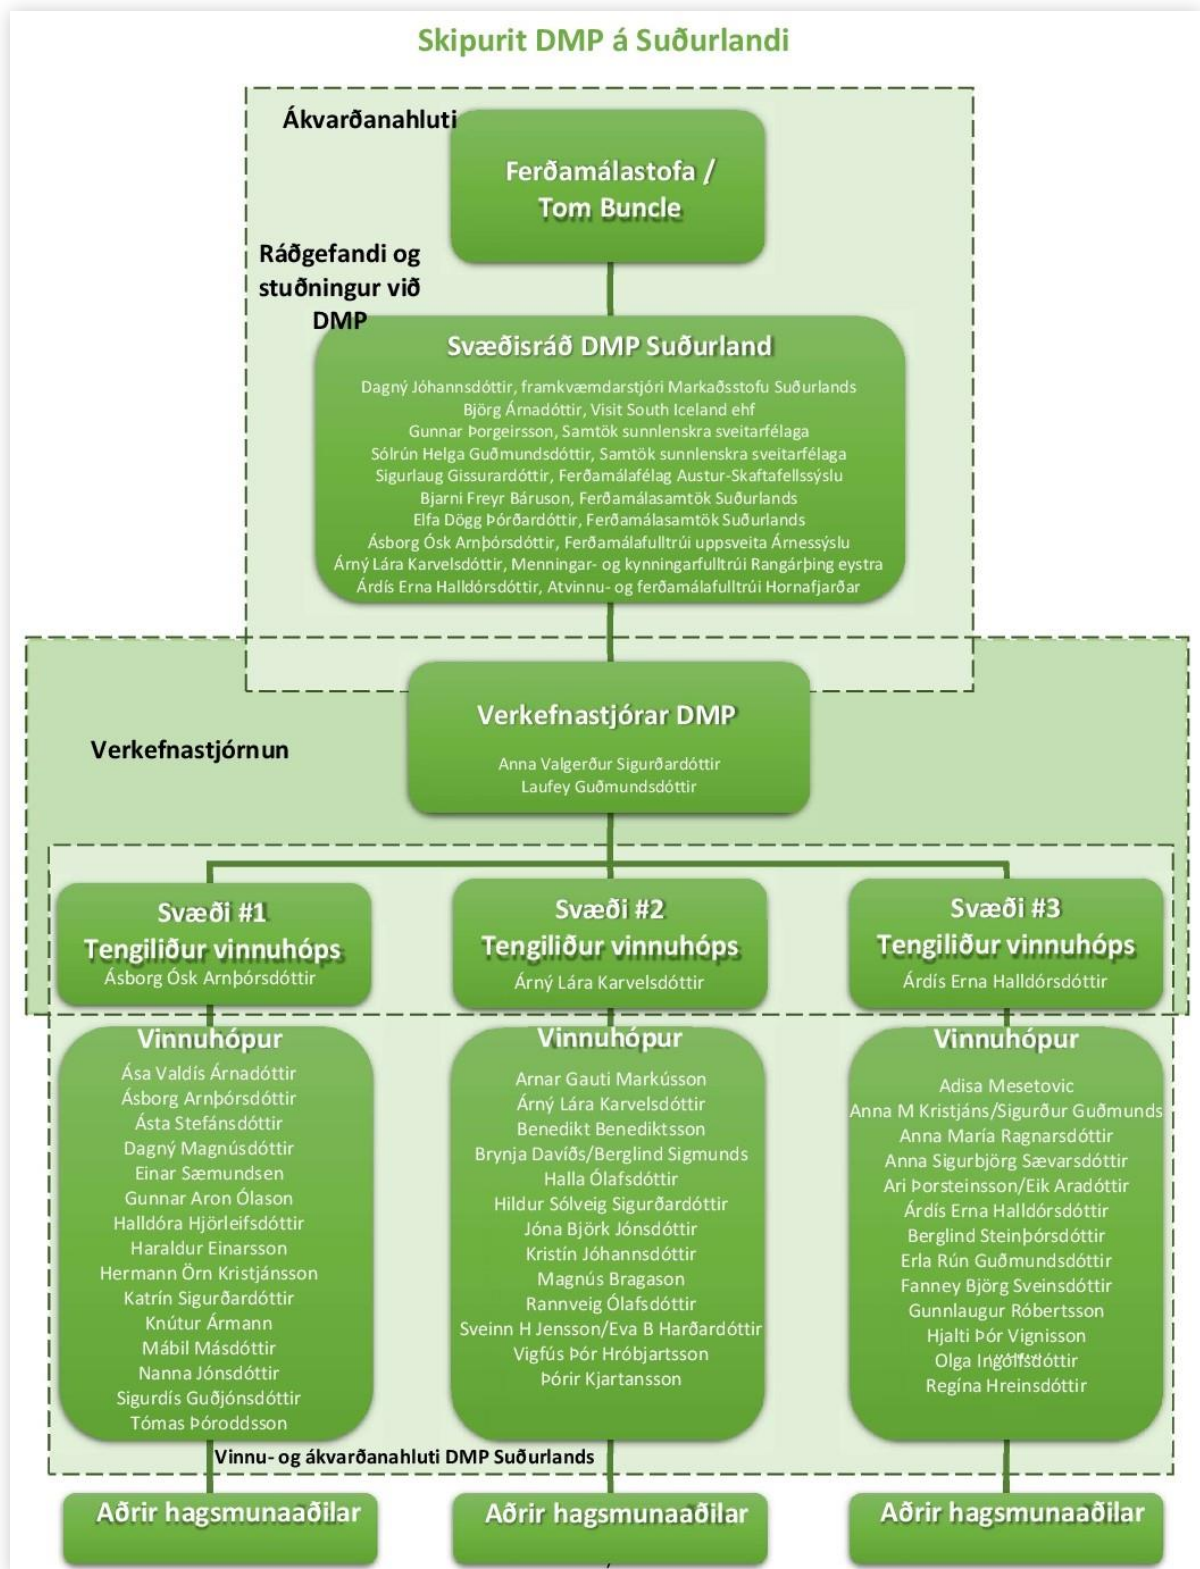 Skipurit DMP á Suðurlandi
Ákvarðanahluti
Ferðamálastofa /
Tom Buncle
Ráðgefandi og
stuðningur við
DMP
Svæðisráð DMP Suðurland
Dagný Jóhannsdóttir, framkvæmdarstjóri Markaðsstofu Suðurlands
Björg Árnadóttir, Visit South Iceland ehf
Gunnar Þorgeirsson, Samtök sunnlenskra sveitarfélaga
Sólrún Helga Guðmundsdóttir, Samtök sunnlenskra sveitarfélaga
Sigurlaug Gissurardóttir, Ferðamálafélag Austur-Skaftafellssýslu
Bjarni Freyr Báruson, Ferðamálasamtök Suðurlands
Elfa Dögg Þórðardóttir, Ferðamálasamtök Suðurlands
Ásborg Ósk Arnþórsdóttir, Ferðamálafulltrúi uppsveita Árnessýslu
Árný Lára Karvelsdóttir, Menningar- og kynningarfulltrúi Rangárþing eystra
Árdís Erna Halldórsdóttir, Atvinnu- og ferðamálafulltrúi Hornafjarðar
Verkefnastjórnun
Verkefnastjórar DMP
Anna Valgerður Sigurðardóttir
Laufey Guðmundsdóttir
Svæði #1
Tengiliður vinnuhóps
Ásborg Ósk Arnþórsdóttir
Vinnuhópur
Ása Valdís Árnadóttir
Ásborg Arnþórsdóttir
Ásta Stefánsdóttir
Dagný Magnúsdóttir
Einar Sæmundsen
Gunnar Aron Ólason
Halldóra Hjörleifsdóttir
Haraldur Einarsson
Hermann Örn Kristjánsson
Katrín Sigurðardóttir
Knútur Ármann
Mábil Másdóttir
Nanna Jónsdóttir
Sigurdís Guðjónsdóttir
Tómas Þóroddsson
Svæði #2
Tengiliður vinnuhóps
Árný Lára Karvelsdóttir
Vinnuhópur
Arnar Gauti Markússon
Árný Lára Karvelsdóttir
Benedikt Benediktsson
Brynja Davíðs/Berglind Sigmunds
Halla Ólafsdóttir
Hildur Sólveig Sigurðardóttir
Jóna Björk Jónsdóttir
Kristín Jóhannsdóttir
Magnús Bragason
Rannveig Ólafsdóttir
Sveinn H Jensson/Eva B Harðardóttir
Vigfús Þór Hróbjartsson
Þórir Kjartansson
Svæði #3
Tengiliður vinnuhóps
Árdís Erna Halldórsdóttir
Vinnuhópur
Adisa Mesetovic
Anna M Kristjáns/Sigurður Guðmunds
Anna María Ragnarsdóttir
Anna Sigurbjörg Sævarsdóttir
Ari Þorsteinsson/Eik Aradóttir
Árdís Erna Halldórsdóttir
Berglind Steinþórsdóttir
Erla Rún Guðmundsdóttir
Fanney Björg Sveinsdóttir
Gunnlaugur Róbertsson
Hjalti Þór Vignisson
Olga Ingólfsdóttir
Regína Hreinsdóttir
Vinnu- og ákvarðanahluti DMP Suðurlands
Aðrir hagsmunaaðilar
Aðrir hagsmunaaðilar
Aðrir hagsmunaaðilar